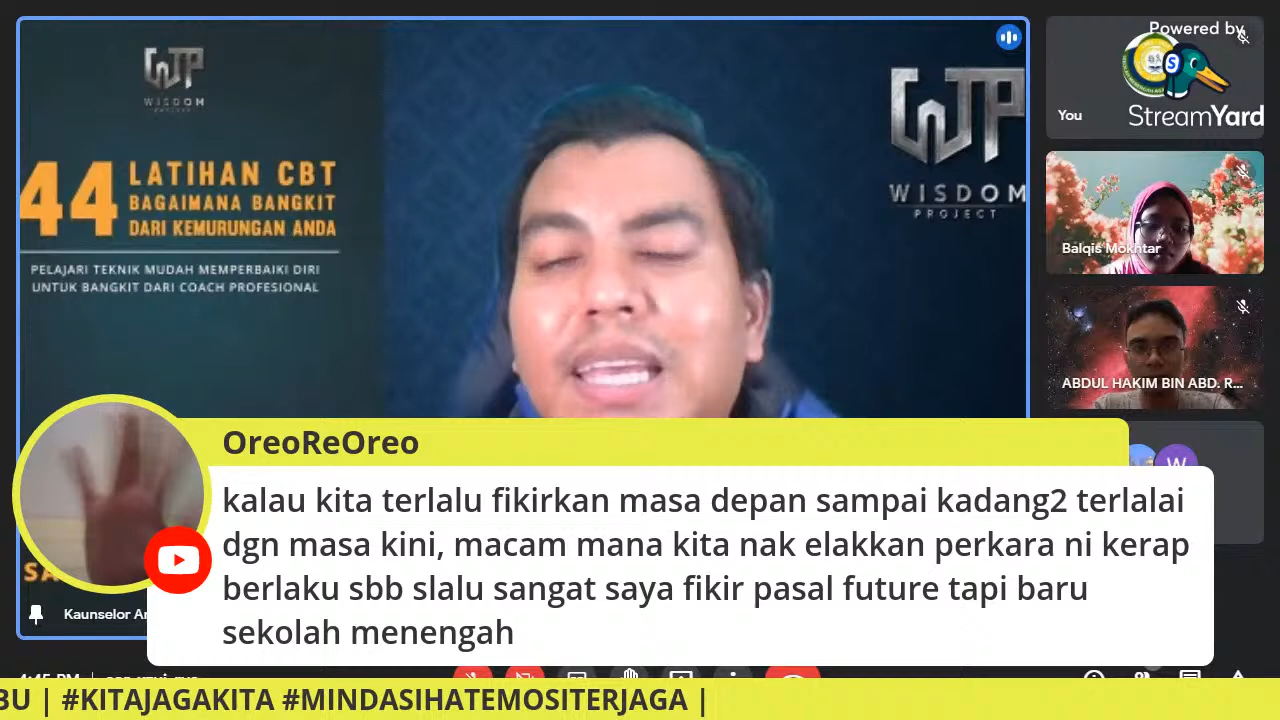 WISDOM
44 LATIHAN CBT
BAGAIMANA BANGKIT
DARI KEMURUNGAN ANDA
PELAJARI TEKNIK MUDAH MEMPERBAIKI DIRI
UNTUK BANGKIT DARI COACH PROFESIONAL
WISDOM
PROJECT
Powered by
StreamYard
You
Balqis Mokhtar
ABDUL HAKIM BIN ABD. R...
W
OreoReOreo
kalau kita terlalu fikirkan masa depan sampai kadang2 terlalai
dgn masa kini, macam mana kita nak elakkan perkara ni kerap
berlaku sbb slalu sangat saya fikir pasal future tapi baru
sekolah menengah
Kaunselor
4:45 PM
#KITAJAGAKITA #MINDASIHATEMOSITERJAGA |